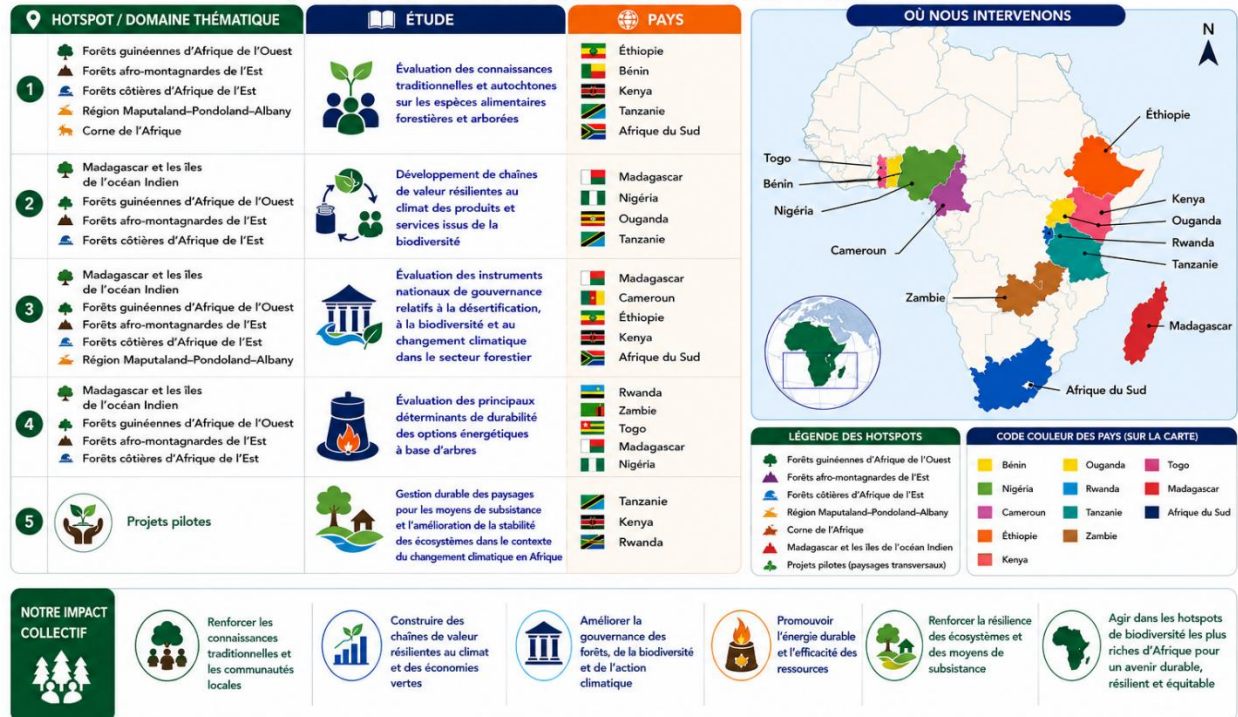 HOTSPOT / DOMAINE THÉMATIQUE
ÉTUDE
PAYS
1
Forêts guinéennes d'Afrique de l'Ouest
Forêts afro-montagnardes de l'Est
Forêts côtières d'Afrique de l'Est
Région Maputaland–Pondoland–Albany
Corne de l'Afrique
Évaluation des connaissances
traditionnelles et autochtones
sur les espèces alimentaires
forestières et arborées
Éthiopie
Bénin
Kenya
Tanzanie
Afrique du Sud
2
Madagascar et les îles
de l'océan Indien
Forêts guinéennes d'Afrique de l'Ouest
Forêts afro-montagnardes de l'Est
Forêts côtières d'Afrique de l'Est
Développement de chaînes
de valeur résilientes au
climat des produits et
services issus de la
biodiversité
Madagascar
Nigéria
Ouganda
Tanzanie
3
Madagascar et les îles
de l'océan Indien
Forêts guinéennes d'Afrique de l'Ouest
Forêts afro-montagnardes de l'Est
Forêts côtières d'Afrique de l'Est
Région Maputaland–Pondoland–Albany
Évaluation des instruments
nationaux de gouvernance
relatifs à la désertification,
à la biodiversité et au
changement climatique
dans le secteur forestier
Madagascar
Cameroun
Éthiopie
Kenya
Afrique du Sud
4
Madagascar et les îles
de l'océan Indien
Forêts guinéennes d'Afrique de l'Ouest
Forêts afro-montagnardes de l'Est
Forêts côtières d'Afrique de l'Est
Évaluation des principaux
déterminants de durabilité
des options énergétiques
à base d'arbres
Rwanda
Zambie
Togo
Madagascar
Nigéria
5
Projets pilotes
Gestion durable des paysages
pour les moyens de subsistance
et l'amélioration de la stabilité
des écosystèmes dans le contexte
du changement climatique en Afrique
Tanzanie
Kenya
Rwanda
OÙ NOUS INTERVENONS
N
Éthiopie
Togo
Bénin
Nigéria
Cameroun
Kenya
Ouganda
Rwanda
Tanzanie
Zambie
Madagascar
Afrique du Sud
LÉGENDE DES HOTSPOTS
Forêts guinéennes d'Afrique de l'Ouest
Forêts afro-montagnardes de l'Est
Forêts côtières d'Afrique de l'Est
Région Maputaland–Pondoland–Albany
Corne de l'Afrique
Madagascar et les îles de l'océan Indien
Projets pilotes (paysages transversaux)
CODE COULEUR DES PAYS (SUR LA CARTE)
Bénin
Nigéria
Cameroun
Éthiopie
Kenya
Ouganda
Rwanda
Tanzanie
Zambie
Togo
Madagascar
Afrique du Sud
NOTRE IMPACT
COLLECTIF
Renforcer les
connaissances
traditionnelles et
les communautés
locales
Construire des
chaînes de valeur
résilientes au climat
et des économies
vertes
Améliorer la
gouvernance des
forêts, de la biodiversité
et de l'action
climatique
Promouvoir
l'énergie durable
et l'efficacité des
ressources
Renforcer la résilience
des écosystèmes et
des moyens de
subsistance
Agir dans les hotspots
de biodiversité les plus
riches d'Afrique pour
un avenir durable,
résilient et équitable